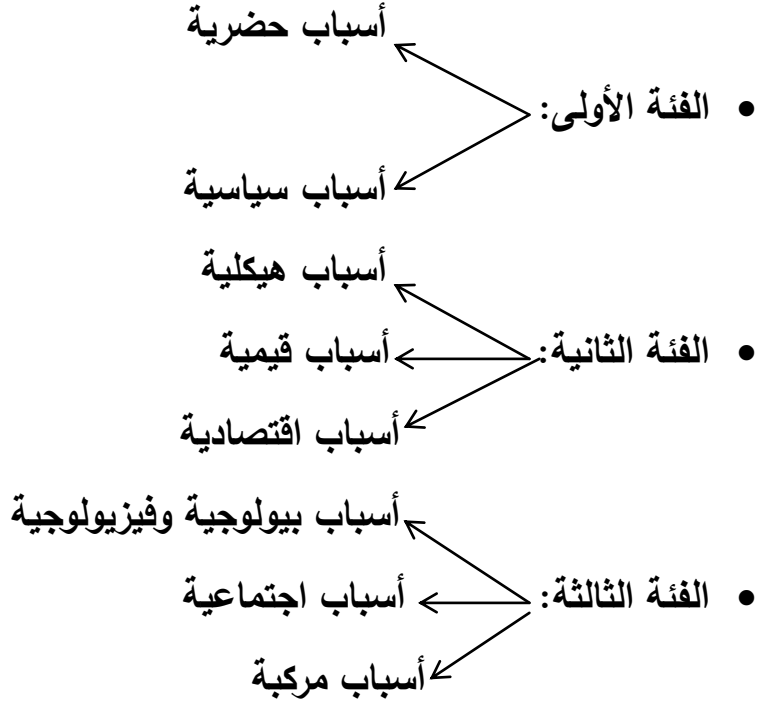 أسباب حضرية
• الفئة الأولى:
أسباب سياسية
أسباب هيكلية
• الفئة الثانية: أسباب قيمية
أسباب اقتصادية
أسباب بيولوجية وفيزيولوجية
• الفئة الثالثة: أسباب اجتماعية
أسباب مركبة